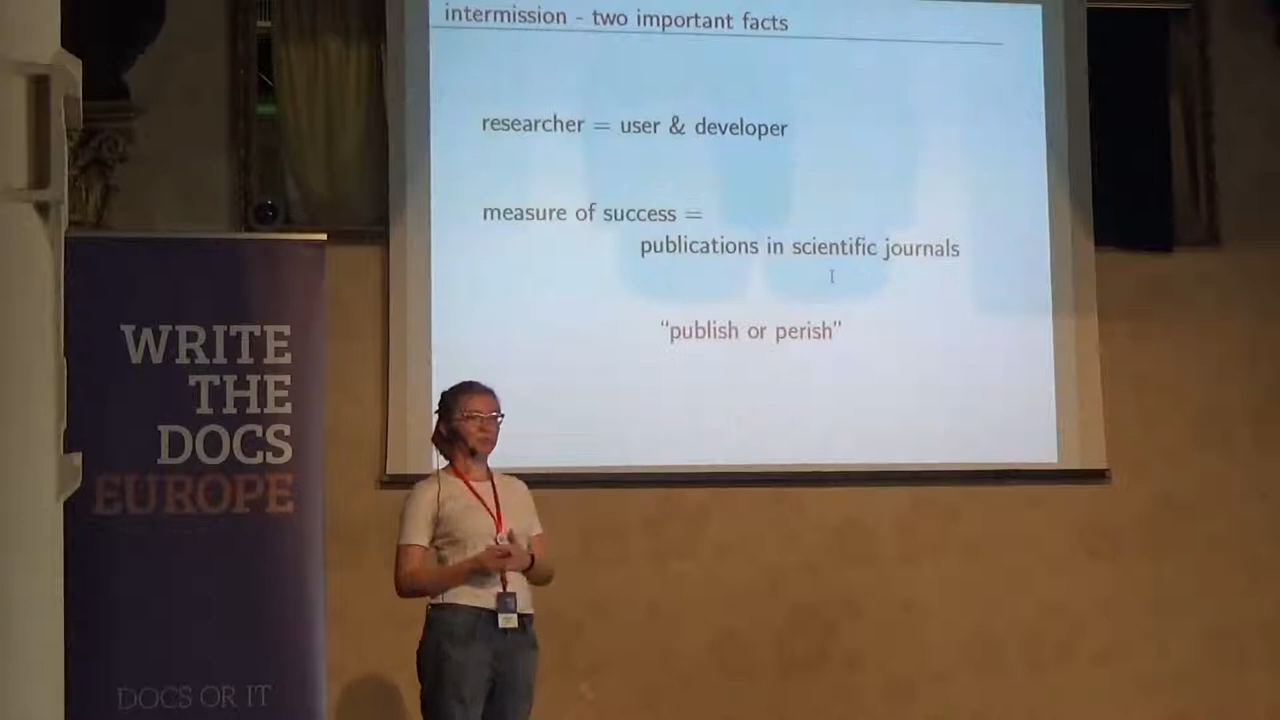 intermission - two important facts
researcher = user & developer
measure of success =
publications in scientific journals
“publish or perish”
WRITE
THE
DOCS
EUROPE
DOCS OR IT